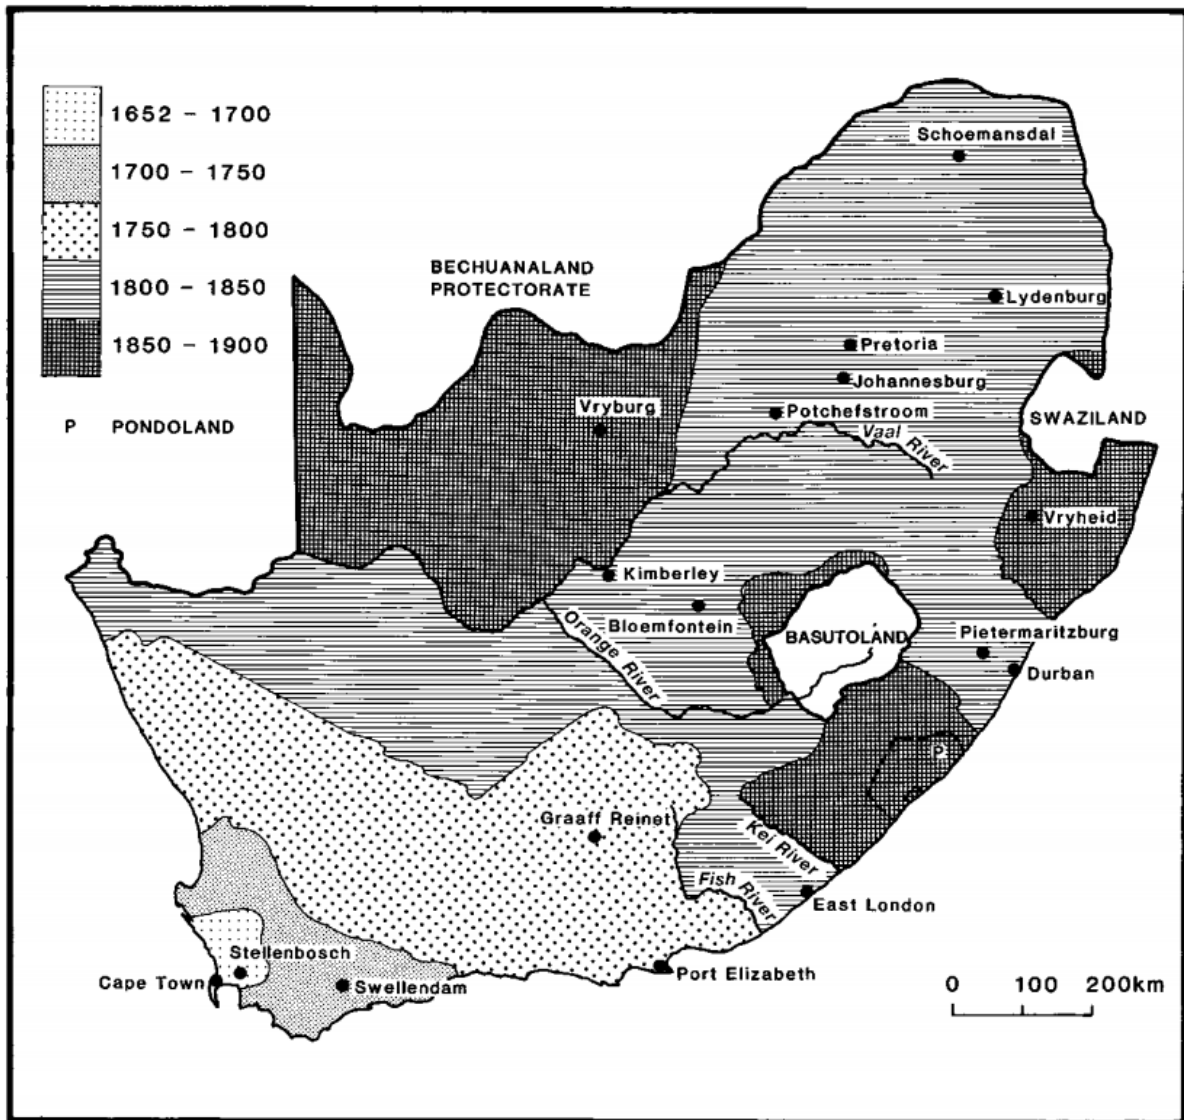 1652 - 1700
1700 - 1750
1750 - 1800
1800 - 1850
1850 - 1900
P PONDOLAND
BECHUANALAND
PROTECTORATE
Schoemansdal
Lydenburg
Pretoria
Johannesburg
Vryburg
Potchefstroom
SWAZILAND
Vaal River
Vryheid
Kimberley
Bloemfontein
Orange River
BASUTOLAND
Pietermaritzburg
Durban
P
Graaff Reinet
Kei River
Fish River
East London
Stellenbosch
Cape Town
Swellendam
Port Elizabeth
0 100 200km